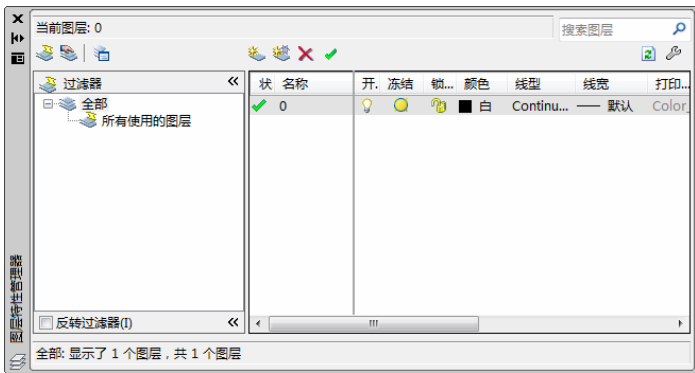 当前图层: 0
搜索图层
过滤器
全部
所有使用的图层
状 名称 开. 冻结 锁... 颜色 线型 线宽 打印...
0 白 Continu... 默认 Color_
反转过滤器(I)
全部: 显示了 1 个图层，共 1 个图层
图层特性管理器